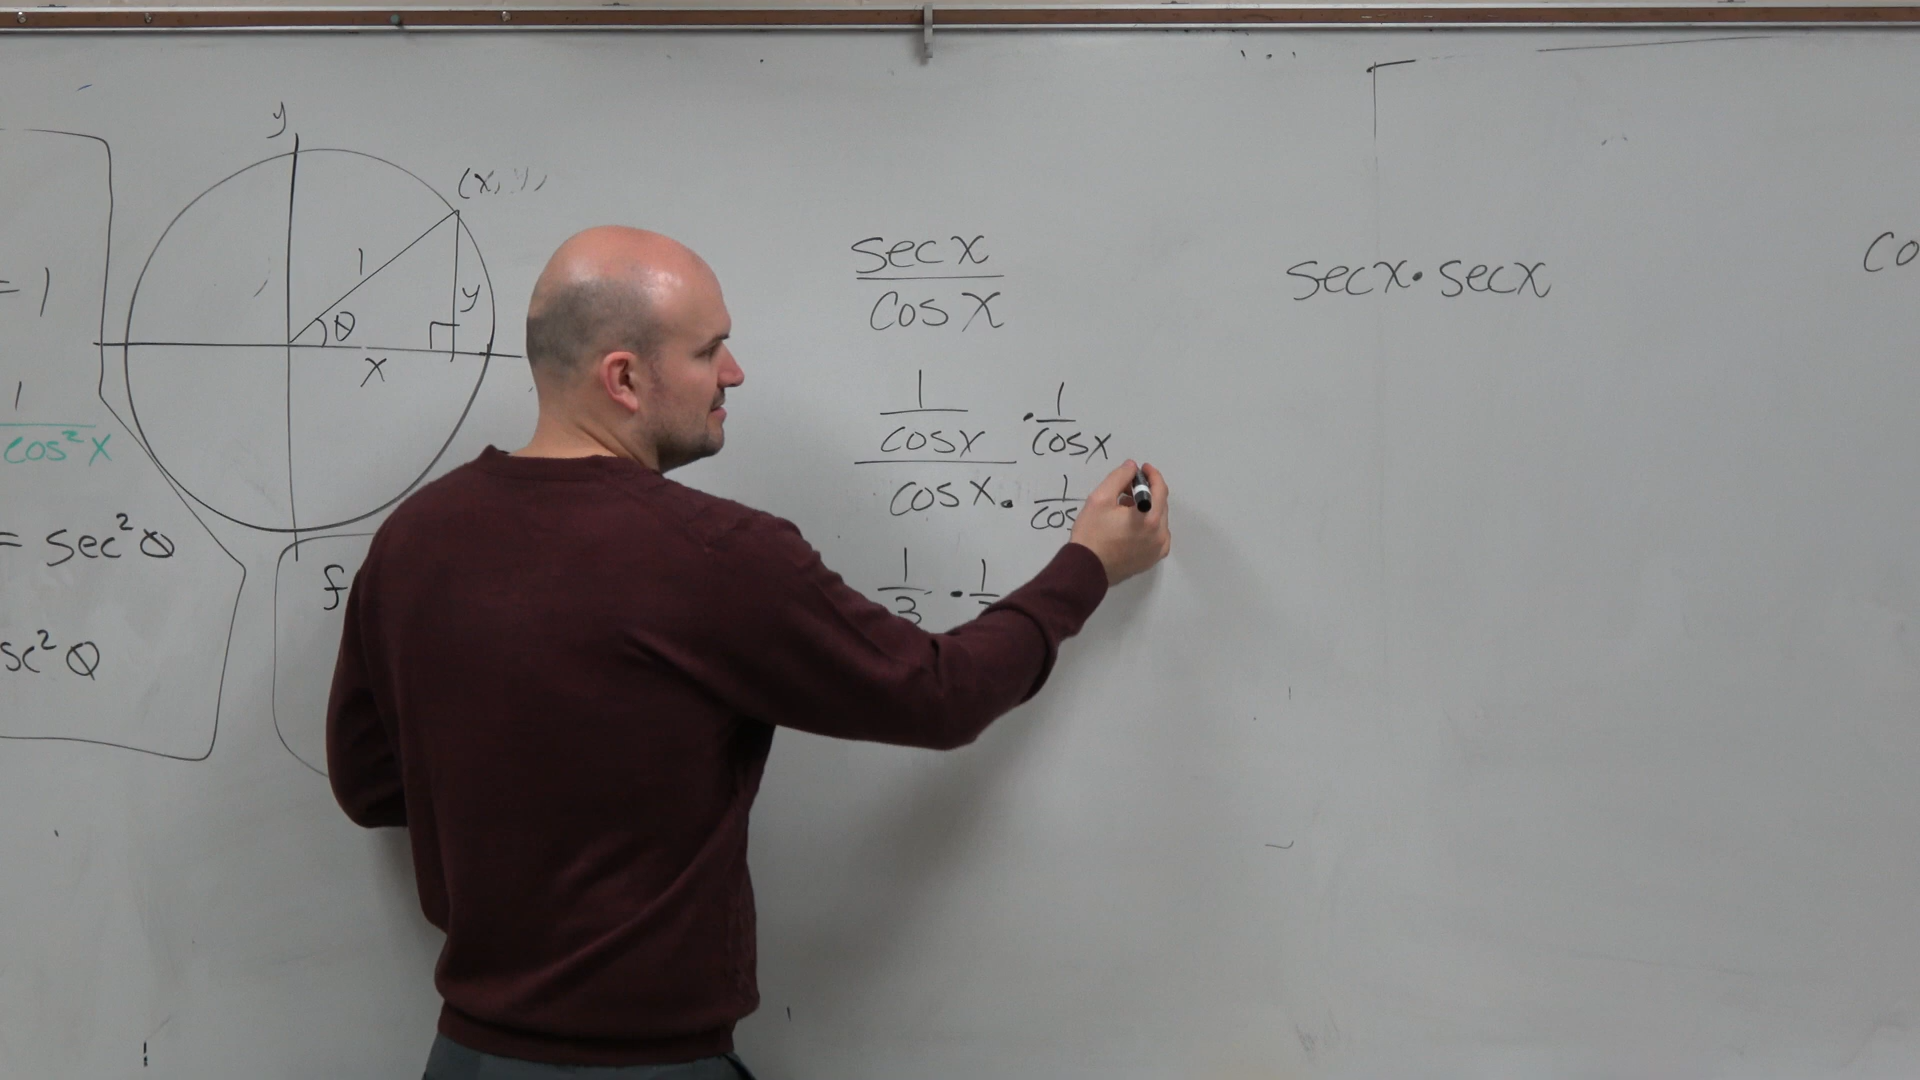 = 1
1
cos²x
= sec²θ
sc²θ
y
(x, y)
1
y
θ
x
f
sec x
cos x
1 · 1
cosx cosx
cos x · 1
cos
1 · 1
3
secx · secx
co